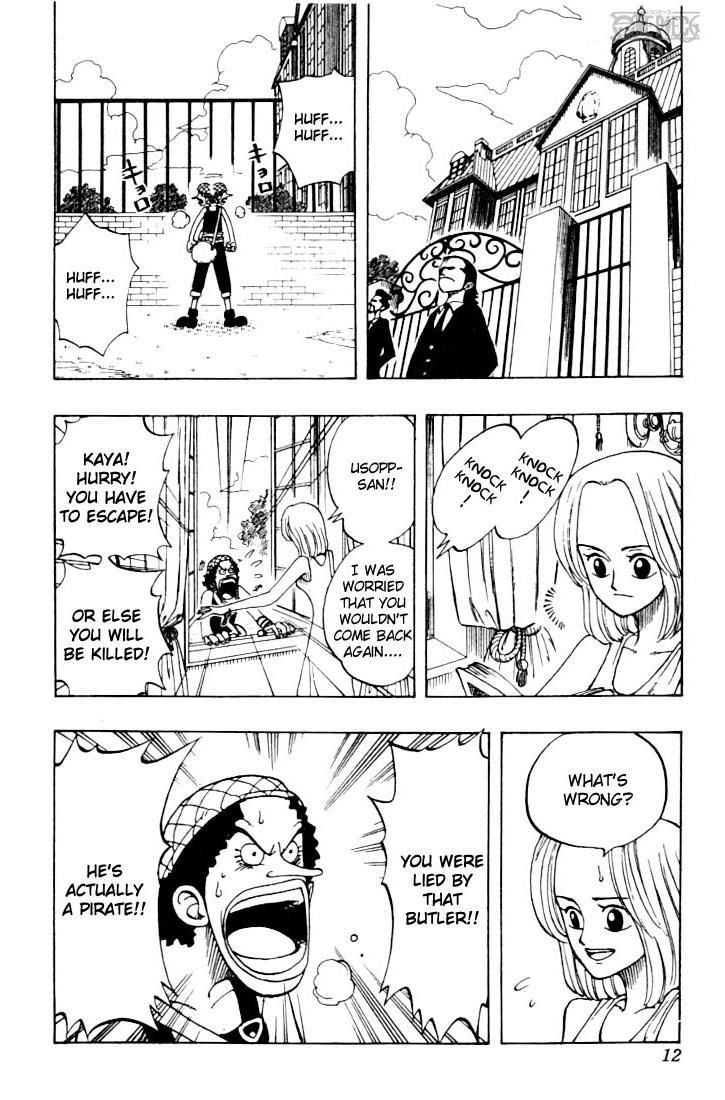 HUFF...
HUFF...
キョロ
キョロ
HUFF...
HUFF...
KNOCK
KNOCK
!
KNOCK
KNOCK
!
USOPP-
SAN!!
I WAS
WORRIED
THAT YOU
WOULDN'T
COME BACK
AGAIN....
KAYA!
HURRY!
YOU HAVE
TO ESCAPE!
OR ELSE
YOU WILL
BE KILLED!
WHAT'S
WRONG?
YOU WERE
LIED BY
THAT
BUTLER!!
HE'S
ACTUALLY
A PIRATE!!
12